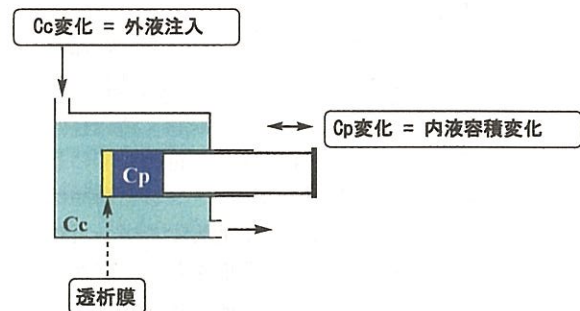 Cc変化 = 外液注入
Cp変化 = 内液容積変化
Cp
Cc
透析膜